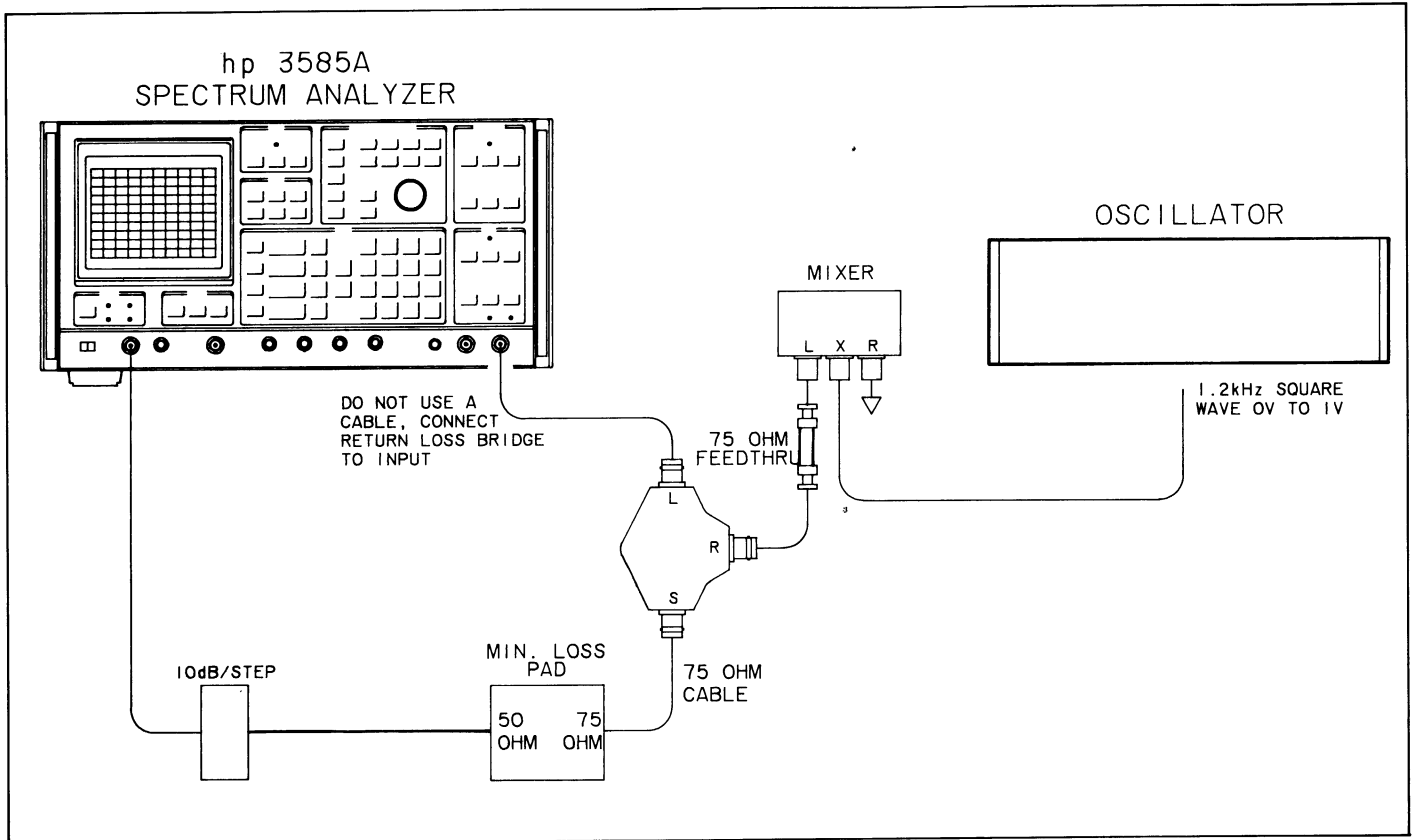 hp 3585A
SPECTRUM ANALYZER
OSCILLATOR
MIXER
L X R
1.2kHz SQUARE
WAVE 0V TO 1V
DO NOT USE A
CABLE, CONNECT
RETURN LOSS BRIDGE
TO INPUT
75 OHM
FEEDTHRU
L
R
S
10dB/STEP
MIN. LOSS
PAD
50
OHM
75
OHM
75 OHM
CABLE